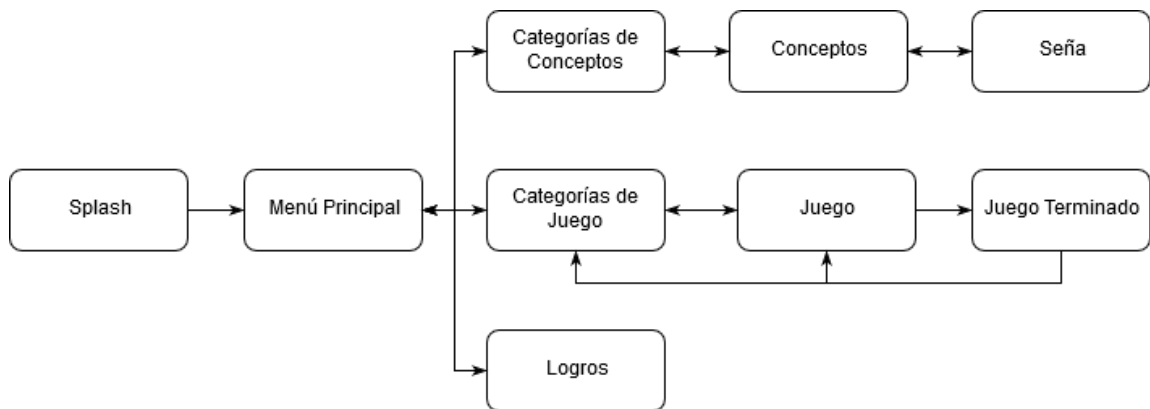 Categorías de
Conceptos
Conceptos
Seña
Splash
Menú Principal
Categorías de
Juego
Juego
Juego Terminado
Logros